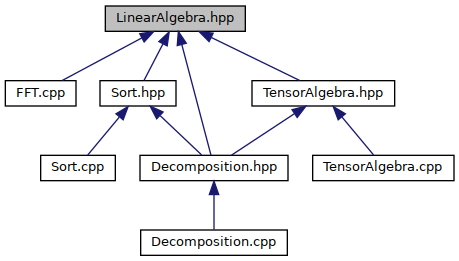 LinearAlgebra.hpp
FFT.cpp
Sort.hpp
TensorAlgebra.hpp
Sort.cpp
Decomposition.hpp
TensorAlgebra.cpp
Decomposition.cpp